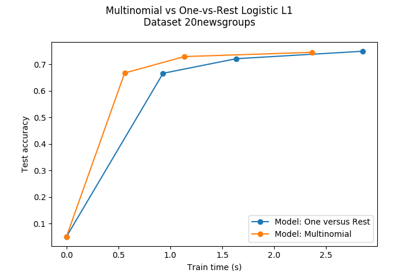 Multinomial vs One-vs-Rest Logistic L1
Dataset 20newsgroups
0.7
0.6
0.5
0.4
0.3
0.2
0.1
Test accuracy
Model: One versus Rest
Model: Multinomial
0.0 0.5 1.0 1.5 2.0 2.5
Train time (s)